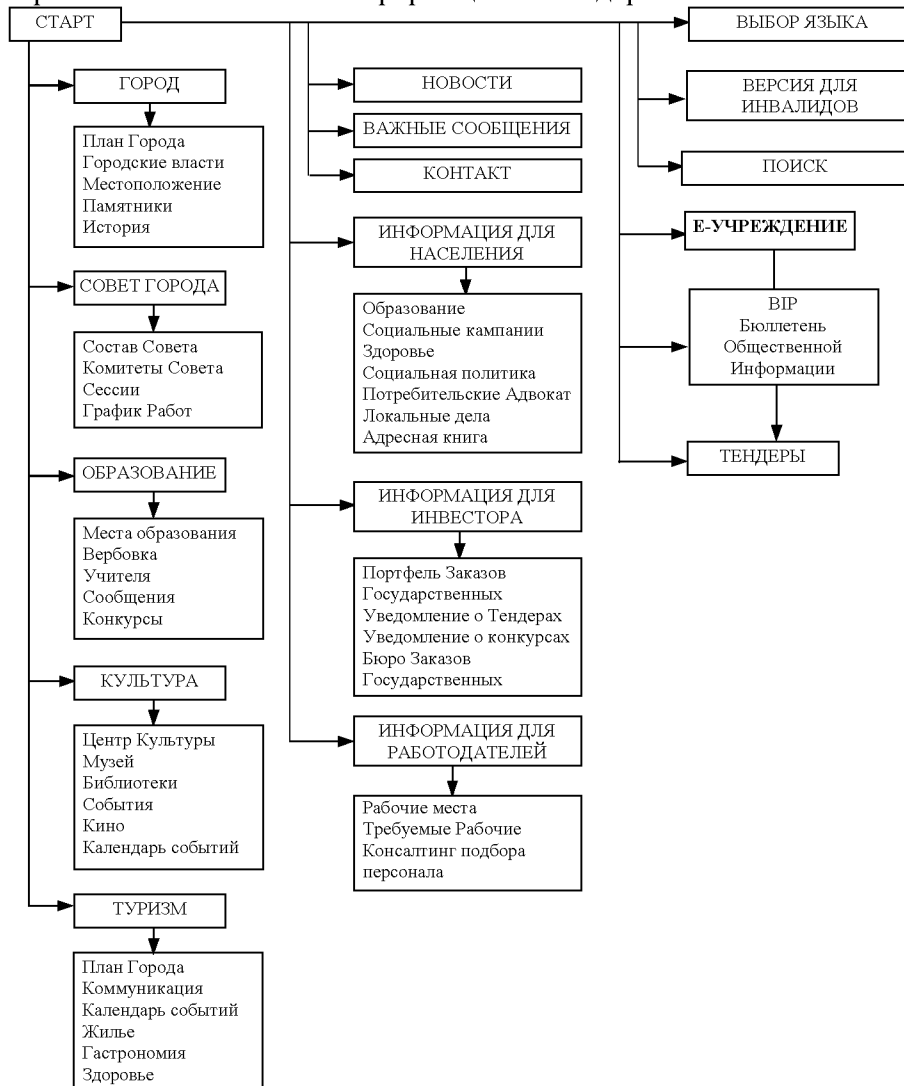 СТАРТ
ГОРОД
План Города
Городские власти
Местоположение
Памятники
История
СОВЕТ ГОРОДА
Состав Совета
Комитеты Совета
Сессии
График Работ
ОБРАЗОВАНИЕ
Места образования
Вербовка
Учителя
Сообщения
Конкурсы
КУЛЬТУРА
Центр Культуры
Музей
Библиотеки
События
Кино
Календарь событий
ТУРИЗМ
План Города
Коммуникация
Календарь событий
Жилье
Гастрономия
Здоровье
НОВОСТИ
ВАЖНЫЕ СООБЩЕНИЯ
КОНТАКТ
ИНФОРМАЦИЯ ДЛЯ
НАСЕЛЕНИЯ
Образование
Социальные кампании
Здоровье
Социальная политика
Потребительские Адвокат
Локальные дела
Адресная книга
ИНФОРМАЦИЯ ДЛЯ
ИНВЕСТОРА
Портфель Заказов
Государственных
Уведомление о Тендерах
Уведомление о конкурсах
Бюро Заказов
Государственных
ИНФОРМАЦИЯ ДЛЯ
РАБОТОДАТЕЛЕЙ
Рабочие места
Требуемые Рабочие
Консалтинг подбора
персонала
ВЫБОР ЯЗЫКА
ВЕРСИЯ ДЛЯ
ИНВАЛИДОВ
ПОИСК
Е-УЧРЕЖДЕНИЕ
BIP
Бюллетень
Общественной
Информации
ТЕНДЕРЫ